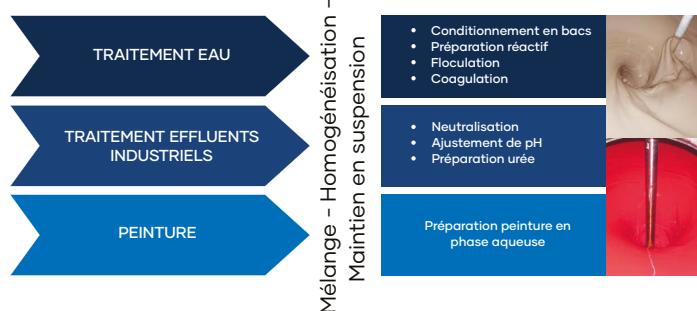 TRAITEMENT EAU
TRAITEMENT EFFLUENTS
INDUSTRIELS
PEINTURE
Mélange - Homogénéisation -
Maintien en suspension
• Conditionnement en bacs
• Préparation réactif
• Floculation
• Coagulation
• Neutralisation
• Ajustement de pH
• Préparation urée
Préparation peinture en
phase aqueuse